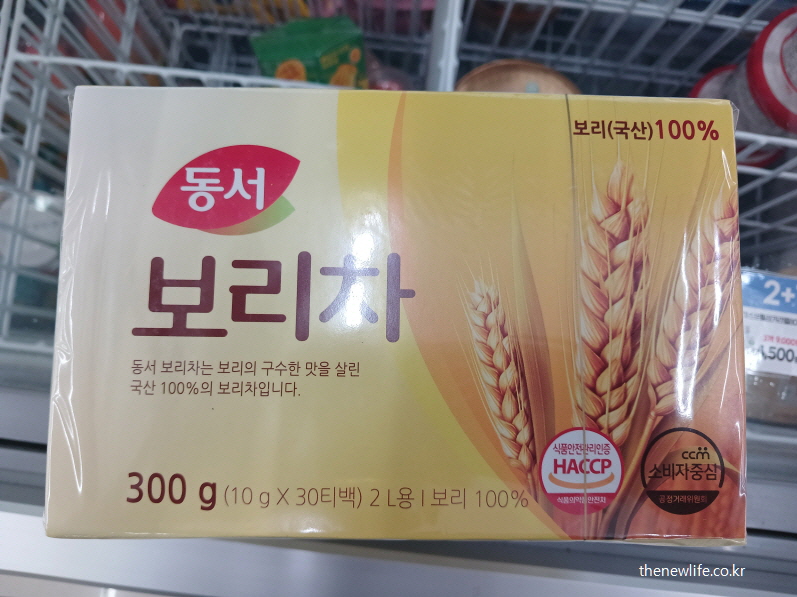 보리(국산)100%
동서
보리차
동서 보리차는 보리의 구수한 맛을 살린
국산 100%의 보리차입니다.
300 g (10 g X 30티백) 2 L용 | 보리 100%
식품안전관리인증
HACCP
식품의약품안전처
ccm
소비자중심
공정거래위원회
2+
4,500
thenewlife.co.kr